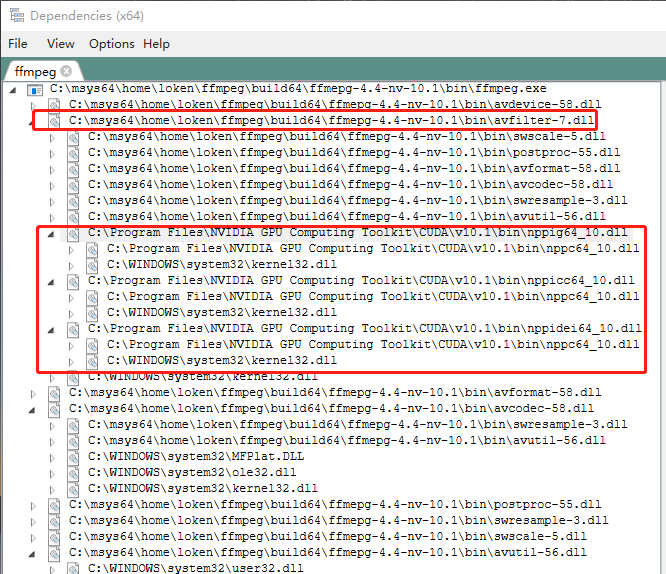 Dependencies (x64)
File View Options Help
ffmpeg
C:\msys64\home\loken\ffmpeg\build64\ffmepg-4.4-nv-10.1\bin\ffmpeg.exe
C:\msys64\home\loken\ffmpeg\build64\ffmepg-4.4-nv-10.1\bin\avdevice-58.dll
C:\msys64\home\loken\ffmpeg\build64\ffmepg-4.4-nv-10.1\bin\avfilter-7.dll
C:\msys64\home\loken\ffmpeg\build64\ffmepg-4.4-nv-10.1\bin\swscale-5.dll
C:\msys64\home\loken\ffmpeg\build64\ffmepg-4.4-nv-10.1\bin\postproc-55.dll
C:\msys64\home\loken\ffmpeg\build64\ffmepg-4.4-nv-10.1\bin\avformat-58.dll
C:\msys64\home\loken\ffmpeg\build64\ffmepg-4.4-nv-10.1\bin\avcodec-58.dll
C:\msys64\home\loken\ffmpeg\build64\ffmepg-4.4-nv-10.1\bin\swresample-3.dll
C:\msys64\home\loken\ffmpeg\build64\ffmepg-4.4-nv-10.1\bin\avutil-56.dll
C:\Program Files\NVIDIA GPU Computing Toolkit\CUDA\v10.1\bin\nppig64_10.dll
C:\Program Files\NVIDIA GPU Computing Toolkit\CUDA\v10.1\bin\nppc64_10.dll
C:\WINDOWS\system32\kernel32.dll
C:\Program Files\NVIDIA GPU Computing Toolkit\CUDA\v10.1\bin\nppicc64_10.dll
C:\Program Files\NVIDIA GPU Computing Toolkit\CUDA\v10.1\bin\nppc64_10.dll
C:\WINDOWS\system32\kernel32.dll
C:\Program Files\NVIDIA GPU Computing Toolkit\CUDA\v10.1\bin\nppidei64_10.dll
C:\Program Files\NVIDIA GPU Computing Toolkit\CUDA\v10.1\bin\nppc64_10.dll
C:\WINDOWS\system32\kernel32.dll
C:\WINDOWS\system32\kernel32.dll
C:\msys64\home\loken\ffmpeg\build64\ffmepg-4.4-nv-10.1\bin\avformat-58.dll
C:\msys64\home\loken\ffmpeg\build64\ffmepg-4.4-nv-10.1\bin\avcodec-58.dll
C:\msys64\home\loken\ffmpeg\build64\ffmepg-4.4-nv-10.1\bin\swresample-3.dll
C:\msys64\home\loken\ffmpeg\build64\ffmepg-4.4-nv-10.1\bin\avutil-56.dll
C:\WINDOWS\system32\MFPlat.DLL
C:\WINDOWS\system32\ole32.dll
C:\WINDOWS\system32\kernel32.dll
C:\msys64\home\loken\ffmpeg\build64\ffmepg-4.4-nv-10.1\bin\postproc-55.dll
C:\msys64\home\loken\ffmpeg\build64\ffmepg-4.4-nv-10.1\bin\swresample-3.dll
C:\msys64\home\loken\ffmpeg\build64\ffmepg-4.4-nv-10.1\bin\swscale-5.dll
C:\msys64\home\loken\ffmpeg\build64\ffmepg-4.4-nv-10.1\bin\avutil-56.dll
C:\WINDOWS\system32\user32.dll